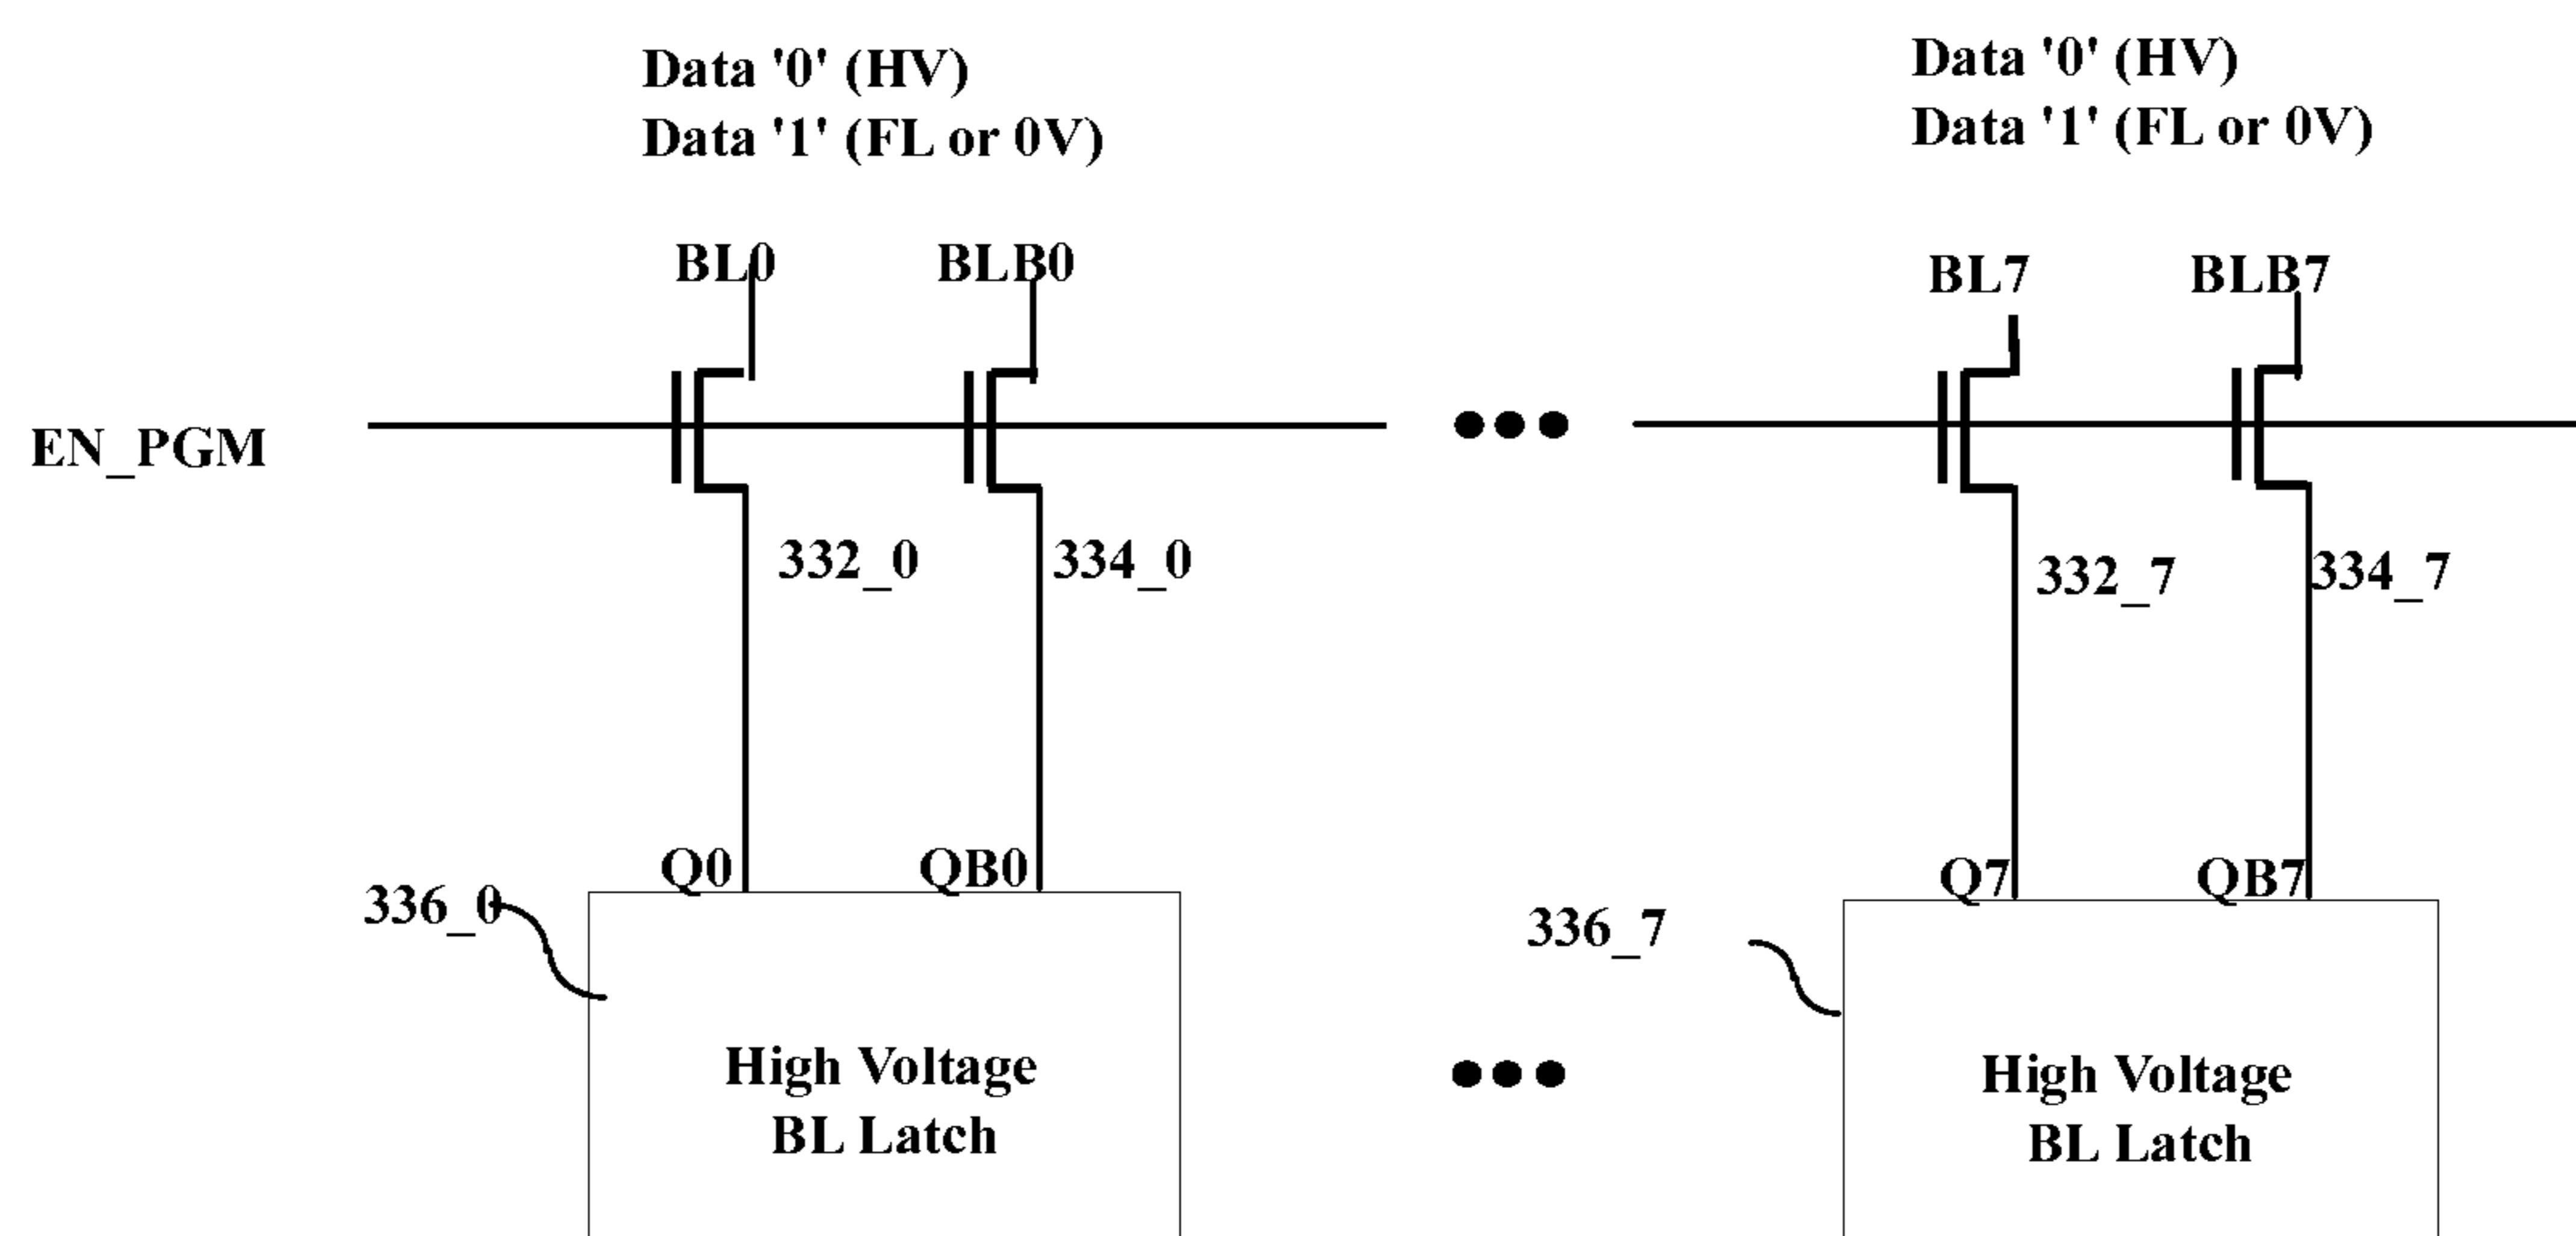 Data '0' (HV)
Data '1' (FL or 0V)
Data '0' (HV)
Data '1' (FL or 0V)
BL0
BLB0
BL7
BLB7
EN_PGM
332_0
334_0
332_7
334_7
Q0
QB0
Q7
QB7
336_0
336_7
High Voltage
BL Latch
High Voltage
BL Latch